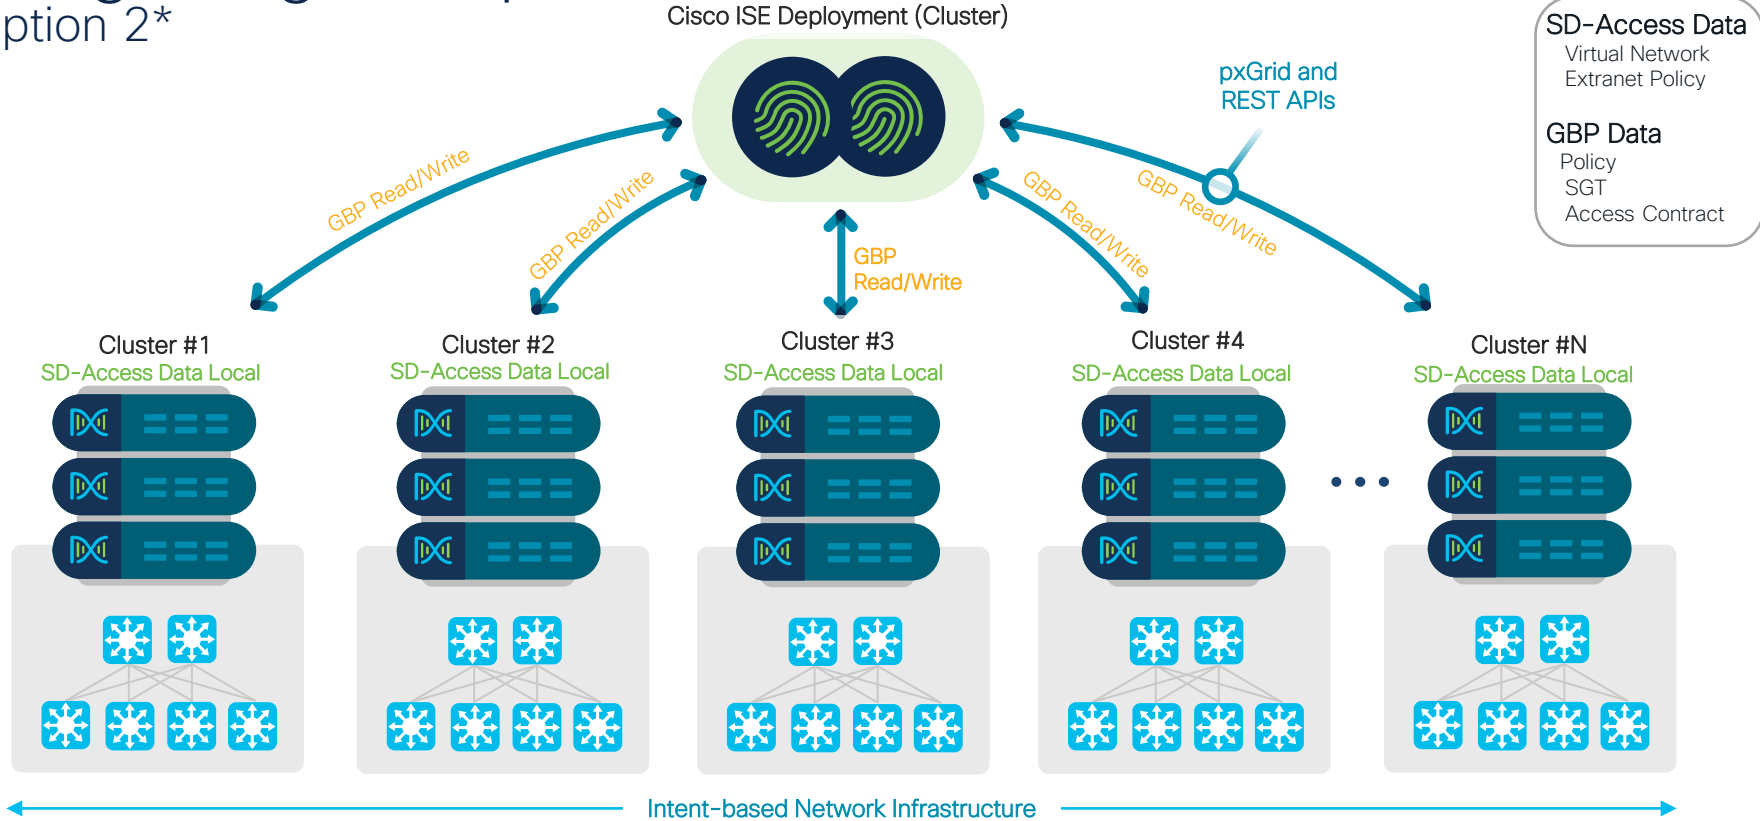 ption 2*
Cisco ISE Deployment (Cluster)
SD-Access Data
Virtual Network
Extranet Policy
GBP Data
Policy
SGT
Access Contract
pxGrid and
REST APIs
GBP Read/Write
GBP Read/Write
GBP
Read/Write
GBP Read/Write
GBP Read/Write
Cluster #1
SD-Access Data Local
Cluster #2
SD-Access Data Local
Cluster #3
SD-Access Data Local
Cluster #4
SD-Access Data Local
Cluster #N
SD-Access Data Local
Intent-based Network Infrastructure